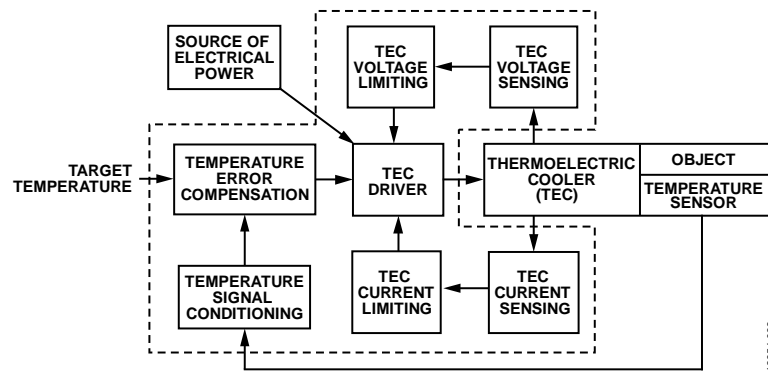 SOURCE OF
ELECTRICAL
POWER
TEC
VOLTAGE
LIMITING
TEC
VOLTAGE
SENSING
TARGET
TEMPERATURE
TEMPERATURE
ERROR
COMPENSATION
TEC
DRIVER
THERMOELECTRIC
COOLER
(TEC)
OBJECT
TEMPERATURE
SENSOR
TEMPERATURE
SIGNAL
CONDITIONING
TEC
CURRENT
LIMITING
TEC
CURRENT
SENSING